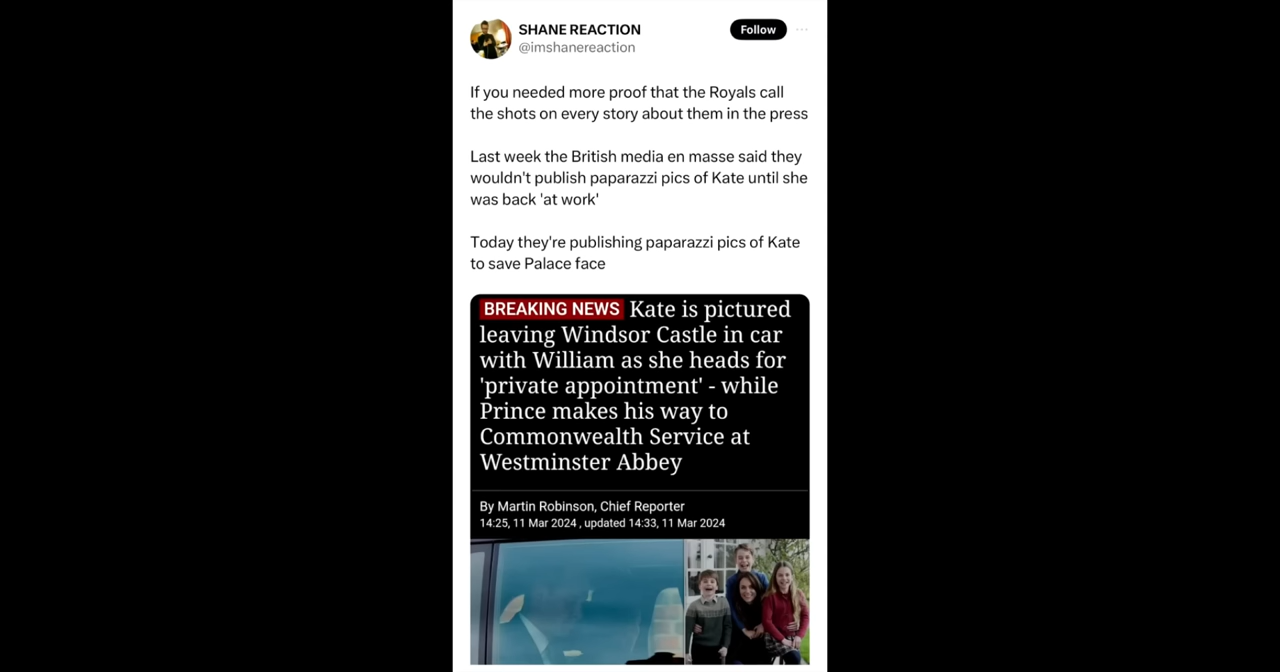 SHANE REACTION
Follow
@imshanereaction
If you needed more proof that the Royals call
the shots on every story about them in the press
Last week the British media en masse said they
wouldn't publish paparazzi pics of Kate until she
was back 'at work'
Today they're publishing paparazzi pics of Kate
to save Palace face
BREAKING NEWS Kate is pictured
leaving Windsor Castle in car
with William as she heads for
'private appointment' - while
Prince makes his way to
Commonwealth Service at
Westminster Abbey
By Martin Robinson, Chief Reporter
14:25, 11 Mar 2024 , updated 14:33, 11 Mar 2024